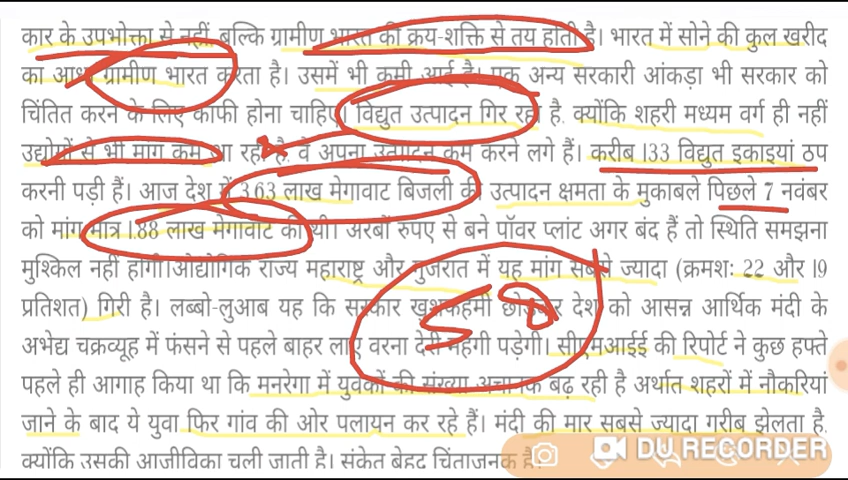 कार के उपभोक्ता से नहीं बल्कि ग्रामीण भारत की क्रय-शक्ति से तय होती है। भारत में सोने की कुल खरीद
का आधा ग्रामीण भारत करता है। उसमें भी कमी आई है। एक अन्य सरकारी आंकड़ा भी सरकार को
चिंतित करने के लिए काफी होना चाहिए। विद्युत उत्पादन गिर रहा है. क्योंकि शहरी मध्यम वर्ग ही नहीं
उद्योगों से भी मांग कम आ रही है. वे अपना उत्पादन कम करने लगे हैं। करीब 133 विद्युत इकाइयां ठप
करनी पड़ी हैं। आज देश में 3.63 लाख मेगावाट बिजली की उत्पादन क्षमता के मुकाबले पिछले 7 नवंबर
को मांग मात्र 1.88 लाख मेगावाट की थी। अरबों रुपए से बने पॉवर प्लांट अगर बंद हैं तो स्थिति समझना
मुश्किल नहीं होगी।ओद्योगिक राज्य महाराष्ट्र और गुजरात में यह मांग सबसे ज्यादा (क्रमशः 22 और 19
प्रतिशत) गिरी है। लब्बो-लुआब यह कि सरकार खुशफहमी छोड़कर देश को आसन्न आर्थिक मंदी के
अभेद्य चक्रव्यूह में फंसने से पहले बाहर लाए वरना देरी महंगी पड़ेगी। सीएमआईई की रिपोर्ट ने कुछ हफ्ते
पहले ही आगाह किया था कि मनरेगा में युवकों की संख्या अचानक बढ़ रही है अर्थात शहरों में नौकरियां
जाने के बाद ये युवा फिर गांव की ओर पलायन कर रहे हैं। मंदी की मार सबसे ज्यादा गरीब झेलता है.
क्योंकि उसकी आजीविका चली जाती है। संकेत बेहद चिंताजनक है।
58
DU RECORDER